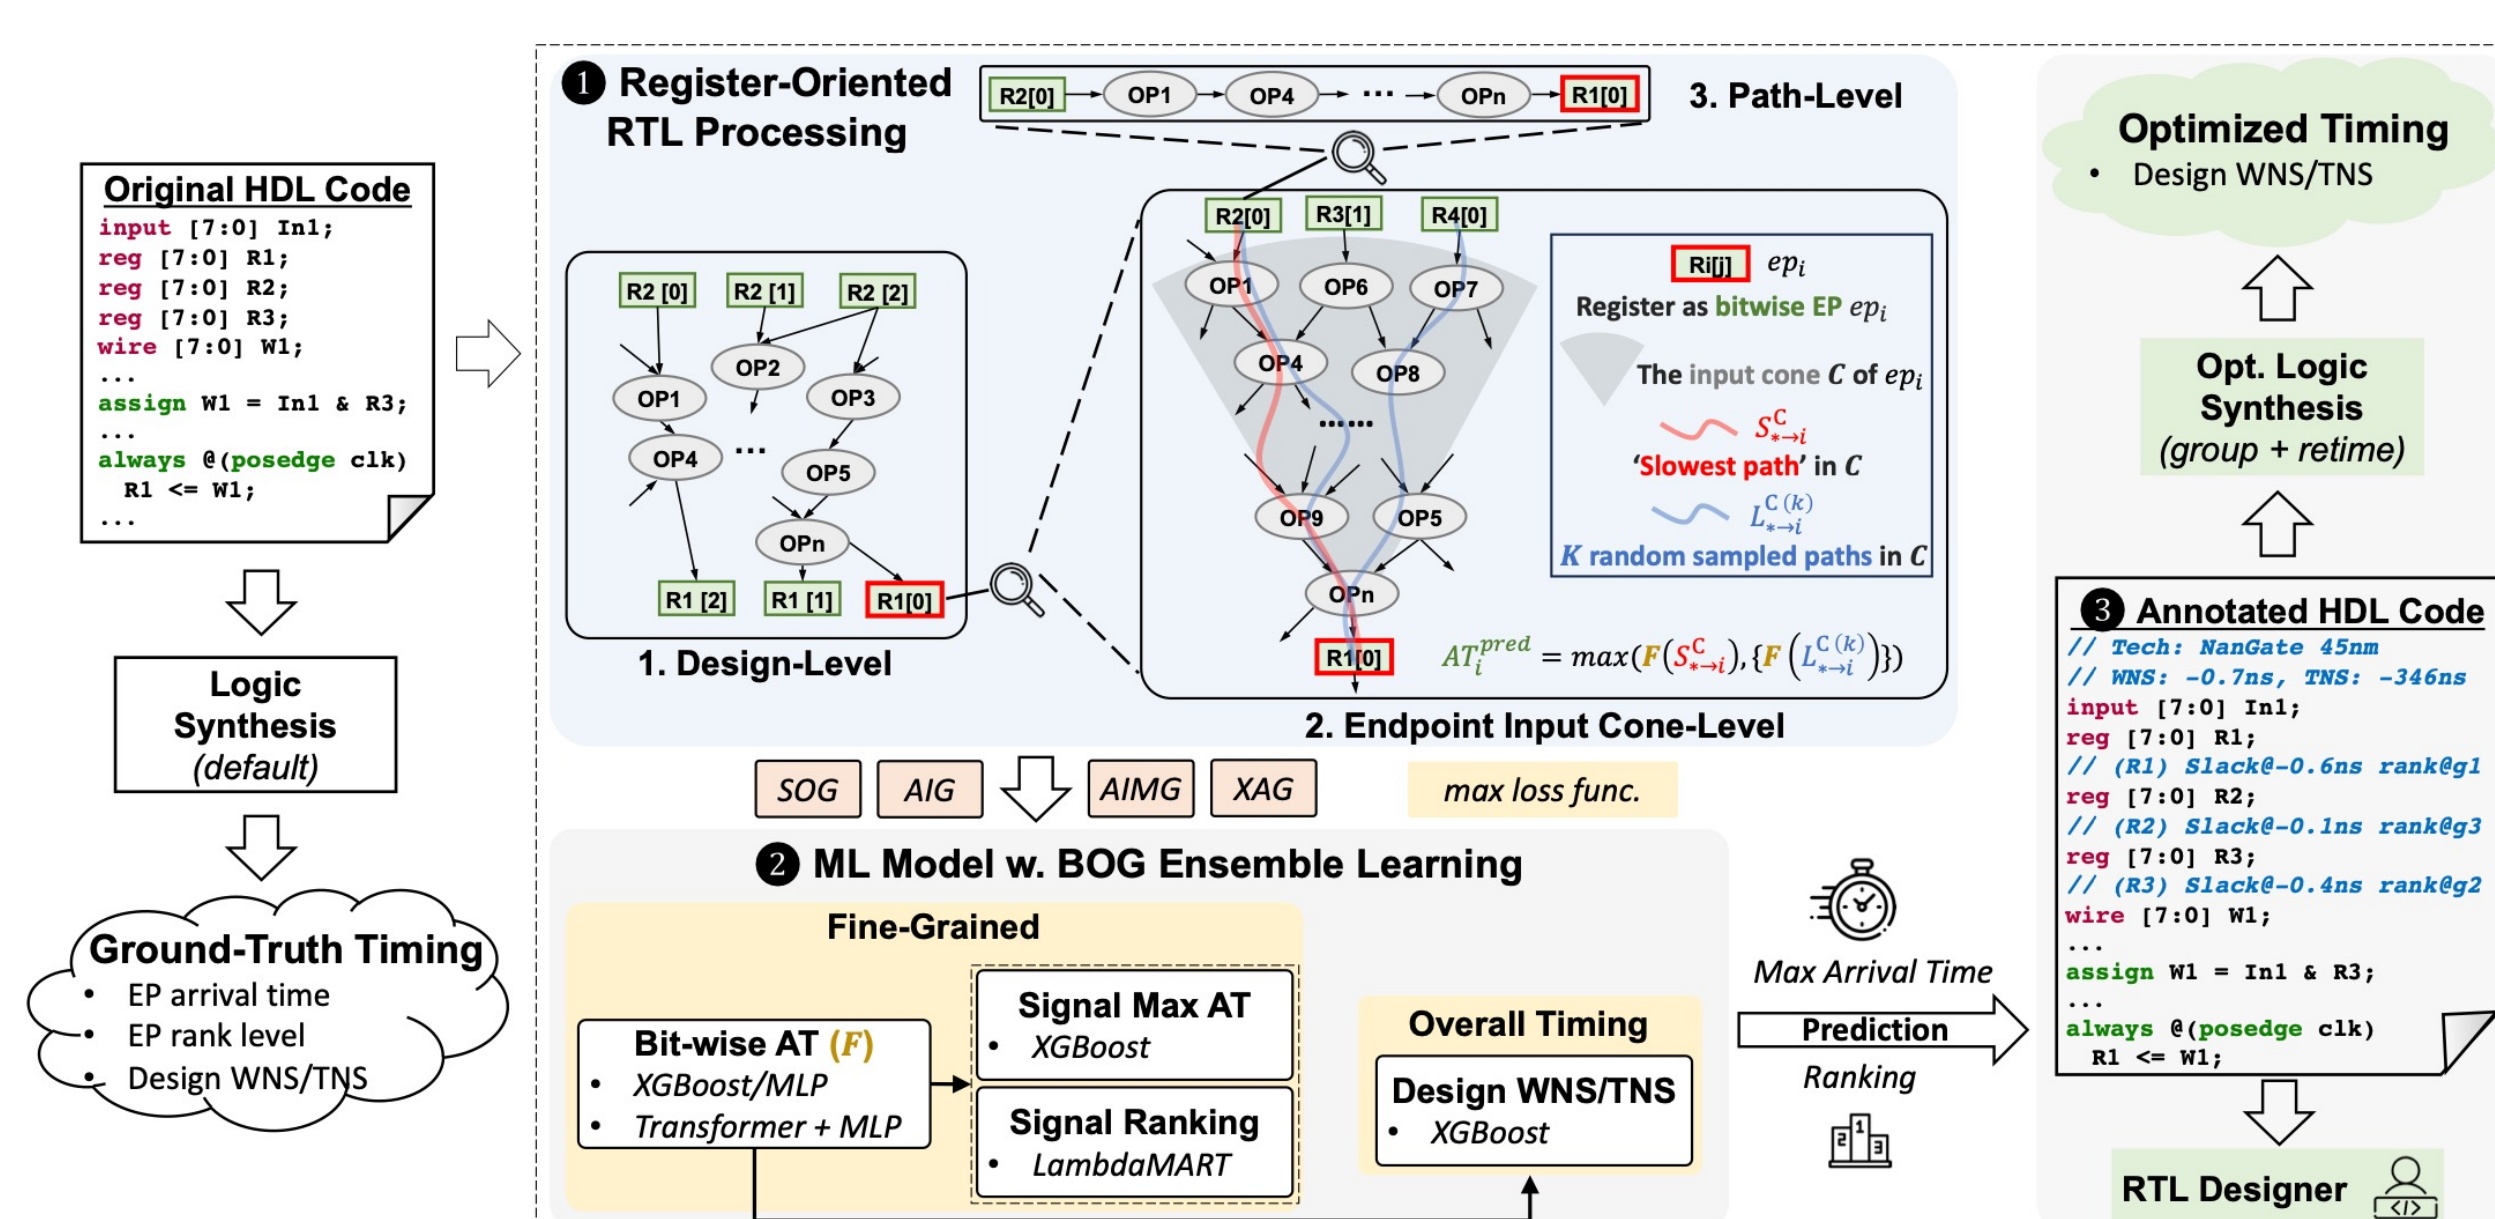 Original HDL Code
input [7:0] In1;
reg [7:0] R1;
reg [7:0] R2;
reg [7:0] R3;
wire [7:0] W1;
...
assign W1 = In1 & R3;
...
always @(posedge clk)
R1 <= W1;
...
Logic
Synthesis
(default)
Ground-Truth Timing
• EP arrival time
• EP rank level
• Design WNS/TNS
❶ Register-Oriented
RTL Processing
R2[0] OP1 OP4 ... OPn R1[0]
3. Path-Level
R2 [0] R2 [1] R2 [2]
OP2
OP1 OP3
OP4 ... OP5
OPn
R1 [2] R1 [1] R1[0]
1. Design-Level
R2[0] R3[1] R4[0]
OP1 OP6 OP7
OP4 OP8
......
OP9 OP5
OPn
R1[0]
Ri[j] ep_i
Register as bitwise EP ep_i
The input cone C of ep_i
S^C_{*→i}
‘Slowest path’ in C
L^{C(k)}_{*→i}
K random sampled paths in C
AT_i^{pred} = max(F(S^C_{*→i}),{F(L^{C(k)}_{*→i})})
2. Endpoint Input Cone-Level
SOG AIG AIMG XAG max loss func.
❷ ML Model w. BOG Ensemble Learning
Fine-Grained
Bit-wise AT (F)
• XGBoost/MLP
• Transformer + MLP
Signal Max AT
• XGBoost
Signal Ranking
• LambdaMART
Overall Timing
Design WNS/TNS
• XGBoost
Max Arrival Time
Prediction
Ranking
2 1 3
Optimized Timing
• Design WNS/TNS
Opt. Logic
Synthesis
(group + retime)
❸ Annotated HDL Code
// Tech: NanGate 45nm
// WNS: -0.7ns, TNS: -346ns
input [7:0] In1;
reg [7:0] R1;
// (R1) Slack@-0.6ns rank@g1
reg [7:0] R2;
// (R2) Slack@-0.1ns rank@g3
reg [7:0] R3;
// (R3) Slack@-0.4ns rank@g2
wire [7:0] W1;
...
assign W1 = In1 & R3;
...
always @(posedge clk)
R1 <= W1;
RTL Designer
</>